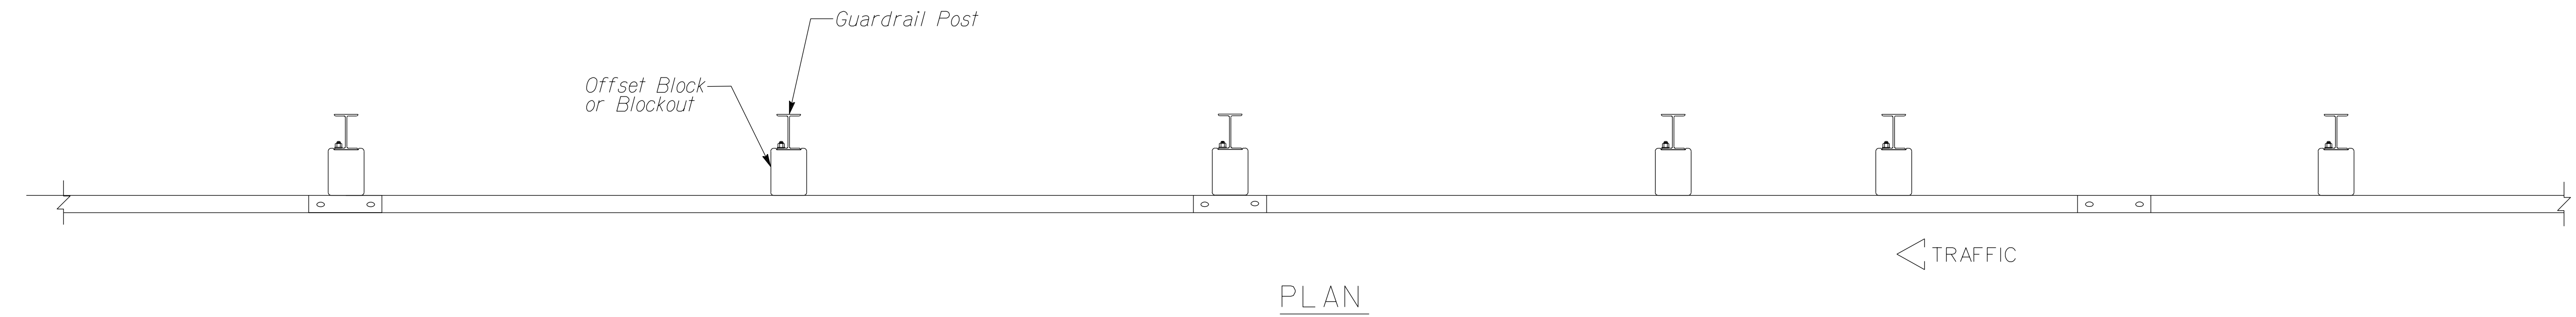 Guardrail Post
Offset Block
or Blockout
TRAFFIC
PLAN